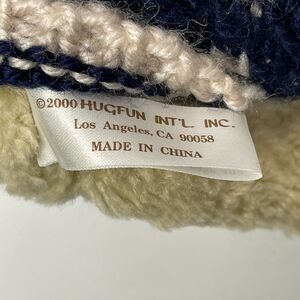 ©2000 HUGFUN INT'L. INC.
Los Angeles, CA 90058
MADE IN CHINA